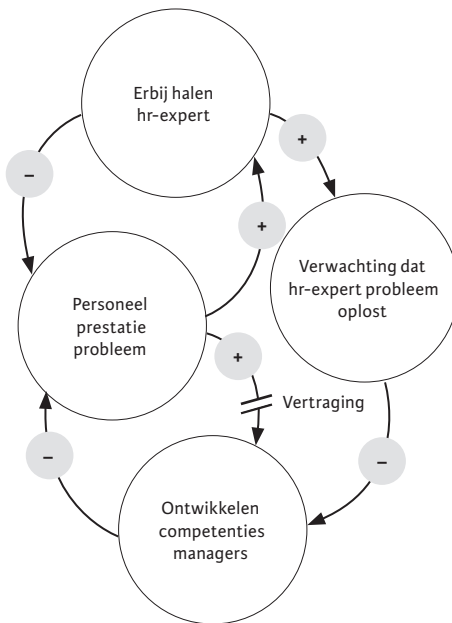 Erbij halen
hr-expert
+
–
+
Verwachting dat
hr-expert probleem
oplost
Personeel
prestatie
probleem
+
Vertraging
–
–
Ontwikkelen
competenties
managers